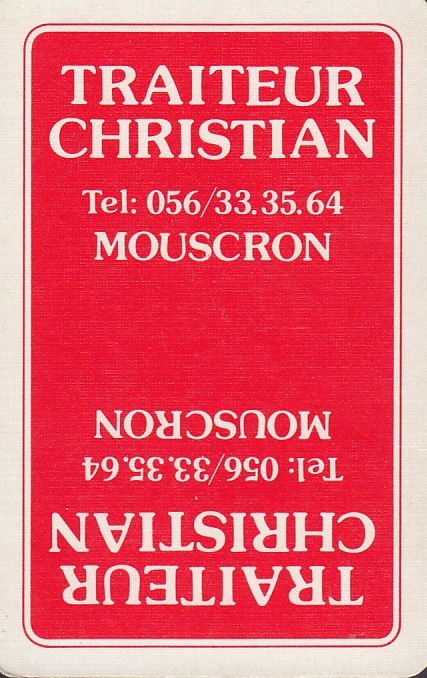 TRAITEUR
CHRISTIAN
Tel: 056/33.35.64
MOUSCRON
MOUSCRON
Tel: 056/33.35.64
CHRISTIAN
TRAITEUR